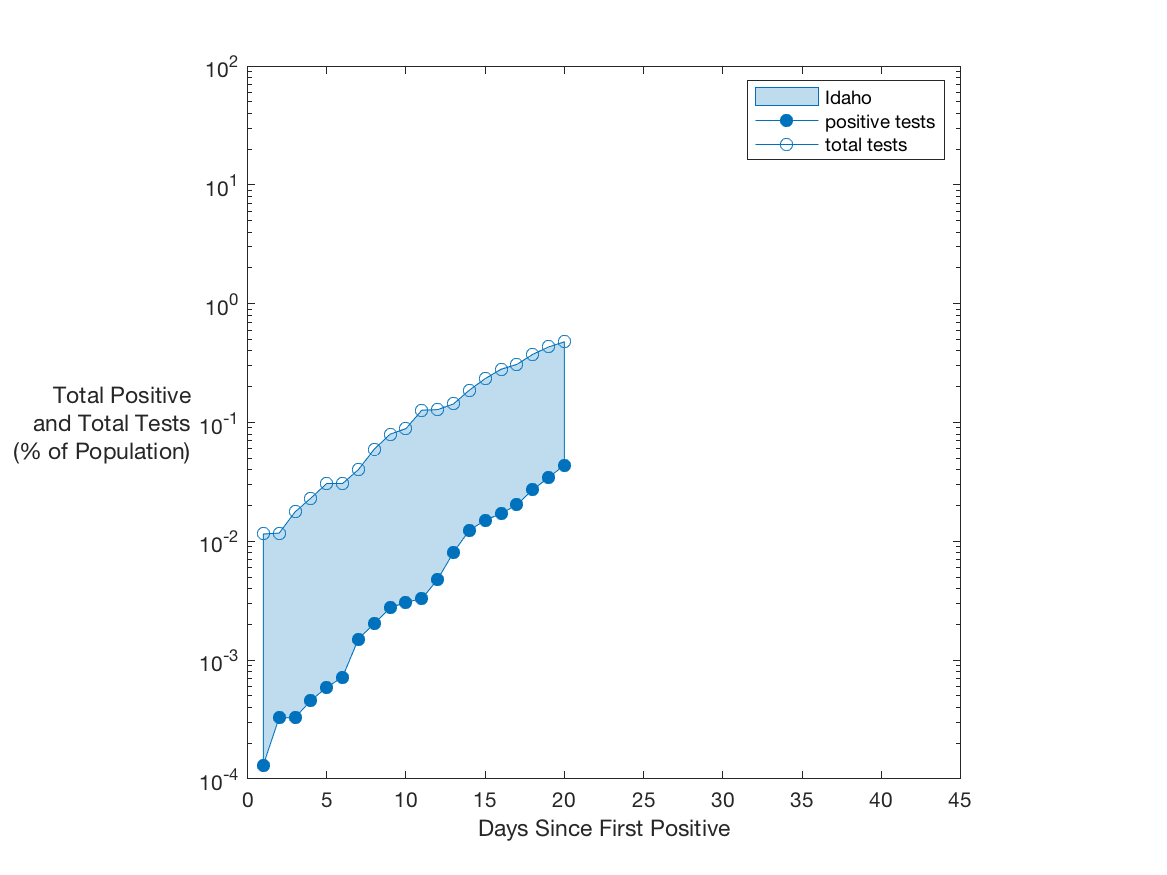 10^2
10^1
10^0
10^-1
10^-2
10^-3
10^-4
Total Positive
and Total Tests
(% of Population)
Idaho
positive tests
total tests
0 5 10 15 20 25 30 35 40 45
Days Since First Positive